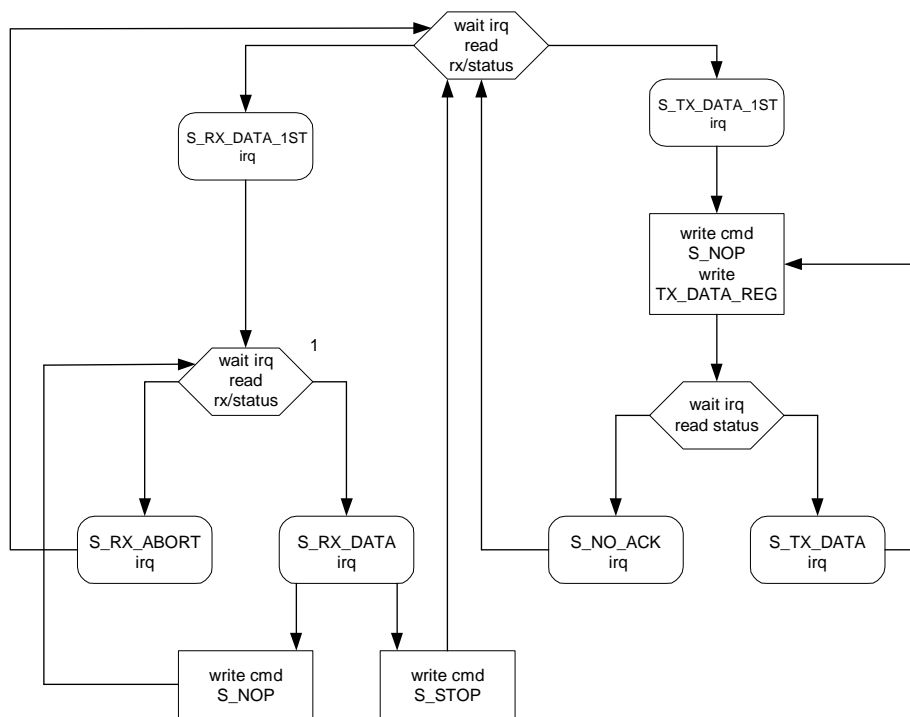 wait irq
read
rx/status
S_RX_DATA_1ST
irq
S_TX_DATA_1ST
irq
write cmd
S_NOP
write
TX_DATA_REG
1
wait irq
read
rx/status
wait irq
read status
S_RX_ABORT
irq
S_RX_DATA
irq
S_NO_ACK
irq
S_TX_DATA
irq
write cmd
S_NOP
write cmd
S_STOP